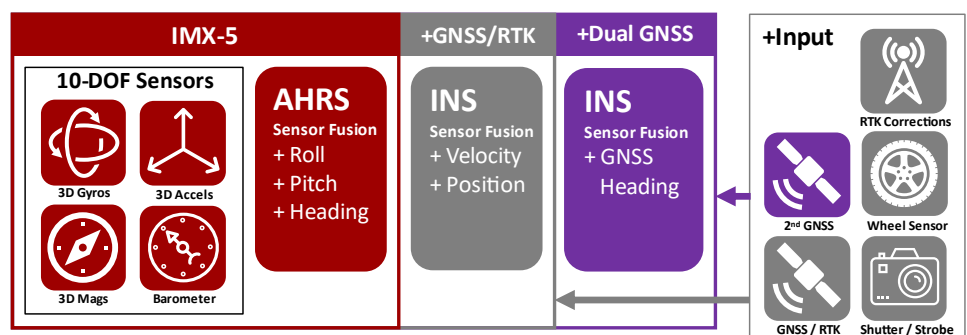 IMX-5
+GNSS/RTK
+Dual GNSS
+Input
10-DOF Sensors
3D Gyros
3D Accels
3D Mags
Barometer
AHRS
Sensor Fusion
+ Roll
+ Pitch
+ Heading
INS
Sensor Fusion
+ Velocity
+ Position
INS
Sensor Fusion
+ GNSS
Heading
RTK Corrections
2nd GNSS
Wheel Sensor
GNSS / RTK
Shutter / Strobe